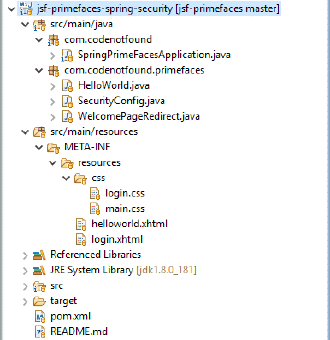 jsf-primefaces-spring-security [jsf-primefaces master]
src/main/java
com.codenotfound
SpringPrimeFacesApplication.java
com.codenotfound.primefaces
HelloWorld.java
SecurityConfig.java
WelcomePageRedirect.java
src/main/resources
META-INF
resources
css
login.css
main.css
helloworld.xhtml
login.xhtml
Referenced Libraries
JRE System Library [jdk1.8.0_181]
src
target
pom.xml
README.md